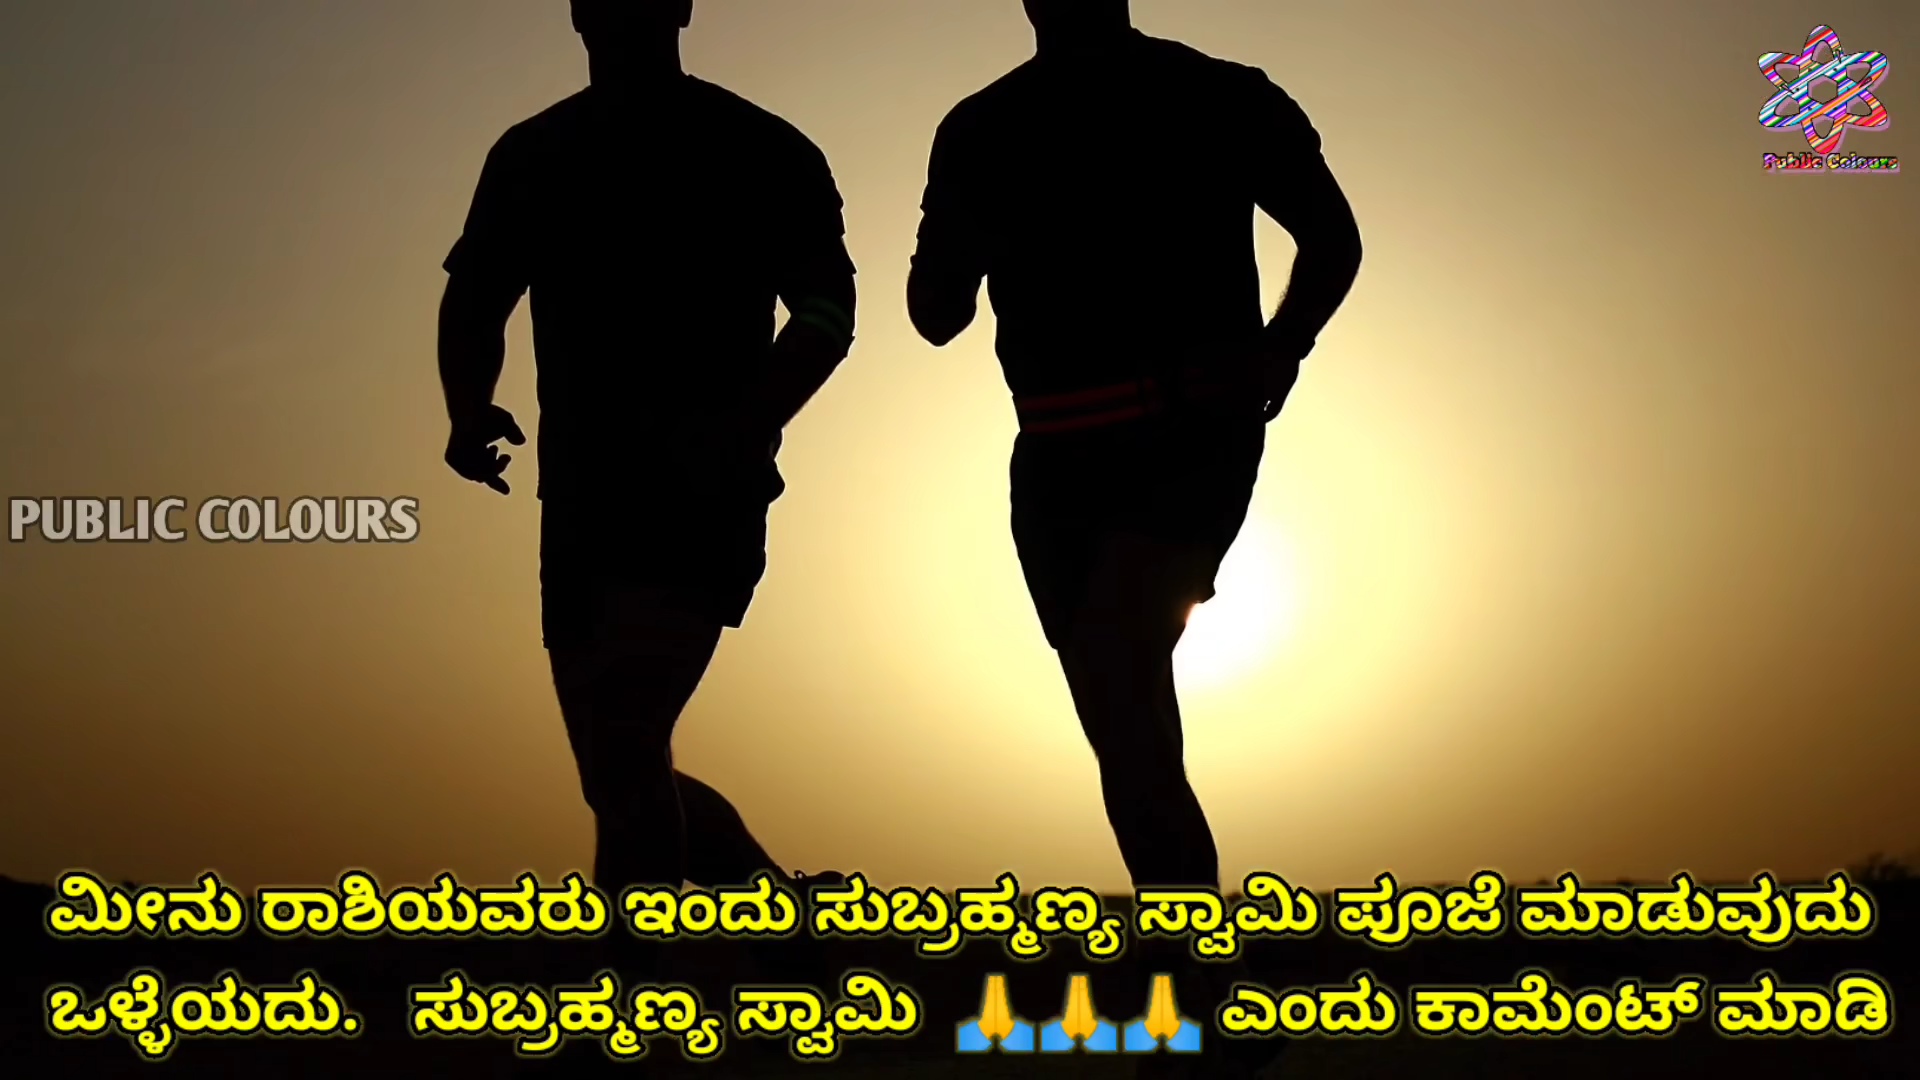 Public Colours
PUBLIC COLOURS
ಮೀನು ರಾಶಿಯವರು ಇಂದು ಸುಬ್ರಹ್ಮಣ್ಯ ಸ್ವಾಮಿ ಪೂಜೆ ಮಾಡುವುದು
ಒಳ್ಳೆಯದು. ಸುಬ್ರಹ್ಮಣ್ಯ ಸ್ವಾಮಿ 🙏🙏🙏 ಎಂದು ಕಾಮೆಂಟ್ ಮಾಡಿ